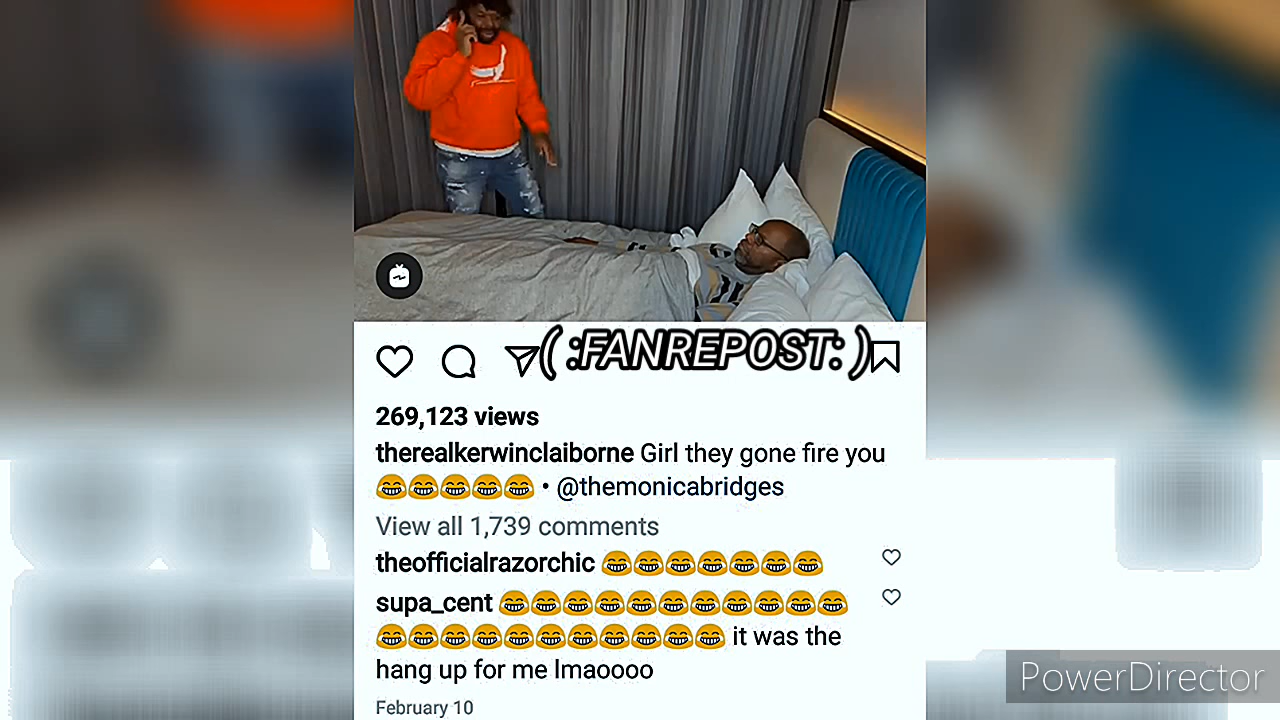 ( :FANREPOST: )
269,123 views
therealkerwinclaiborne Girl they gone fire you
😂😂😂😂😂 • @themonicabridges
View all 1,739 comments
theofficialrazorchic 😂😂😂😂😂😂😂
supa_cent 😂😂😂😂😂😂😂😂😂😂😂
😂😂😂😂😂😂😂😂😂😂😂 it was the
hang up for me lmaoooo
February 10
PowerDirector